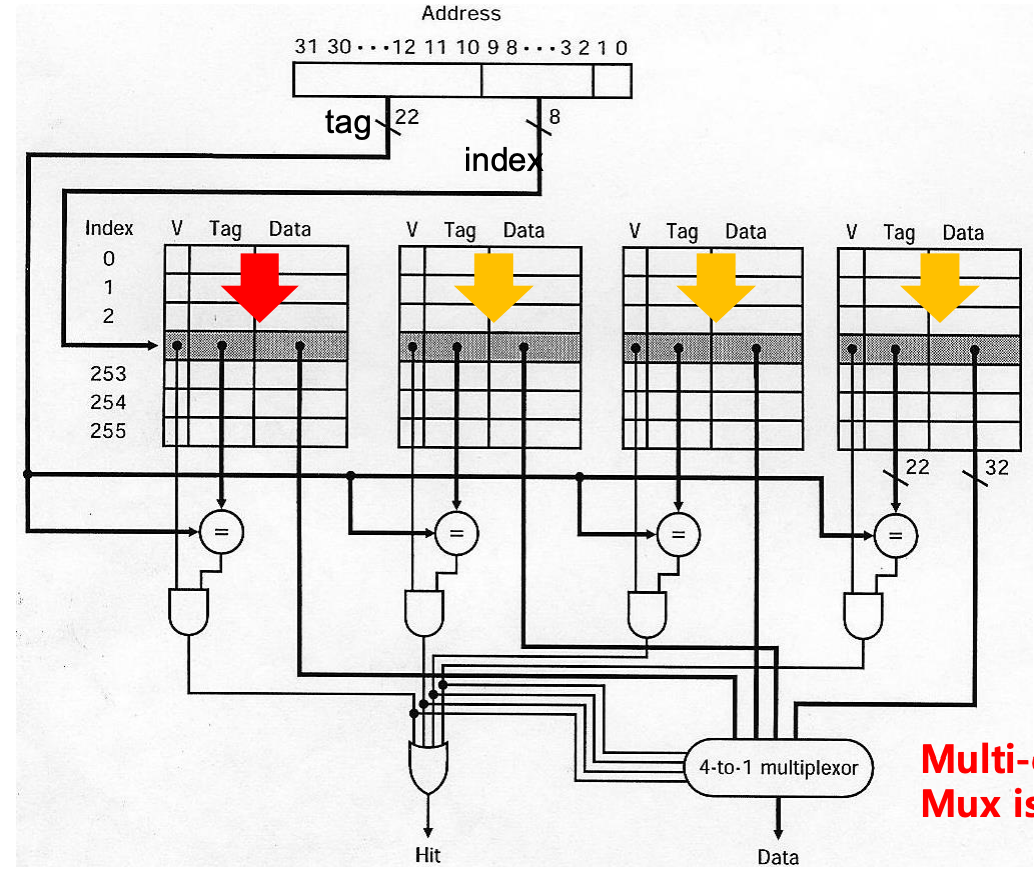 Address
31 30 ··· 12 11 10 9 8 ··· 3 2 1 0
tag 22 8
index
Index V Tag Data V Tag Data V Tag Data V Tag Data
0
1
2
253
254
255
22 32
= = = =
4-to-1 multiplexor
Multi-
Mux is
Hit Data